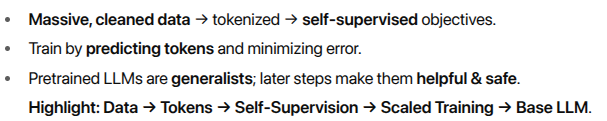 • Massive, cleaned data → tokenized → self-supervised objectives.
• Train by predicting tokens and minimizing error.
• Pretrained LLMs are generalists; later steps make them helpful & safe.
Highlight: Data → Tokens → Self-Supervision → Scaled Training → Base LLM.